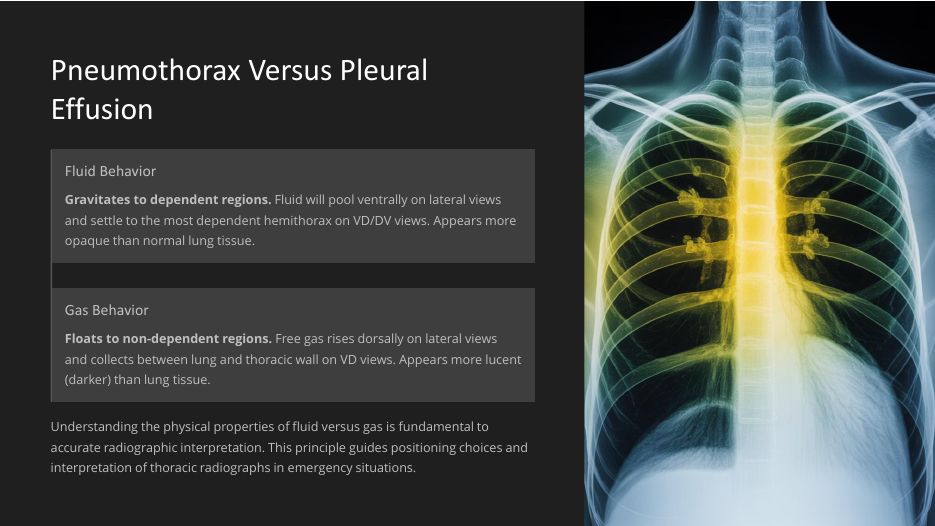 Pneumothorax Versus Pleural
Effusion
Fluid Behavior
Gravitates to dependent regions. Fluid will pool ventrally on lateral views
and settle to the most dependent hemithorax on VD/DV views. Appears more
opaque than normal lung tissue.
Gas Behavior
Floats to non-dependent regions. Free gas rises dorsally on lateral views
and collects between lung and thoracic wall on VD views. Appears more lucent
(darker) than lung tissue.
Understanding the physical properties of fluid versus gas is fundamental to
accurate radiographic interpretation. This principle guides positioning choices and
interpretation of thoracic radiographs in emergency situations.